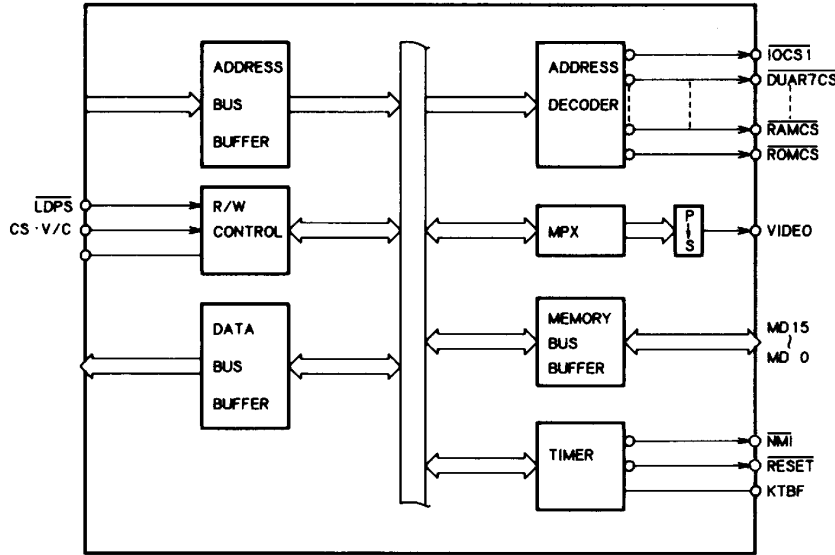 ADDRESS
BUS
BUFFER
ADDRESS
DECODER
IOCS1
DUART7CS
RAMCS
ROMCS
LDPS
CS·V/C
R/W
CONTROL
MPX
P
S
VIDEO
DATA
BUS
BUFFER
MEMORY
BUS
BUFFER
MD15
~
MD 0
TIMER
NMI
RESET
KTBF